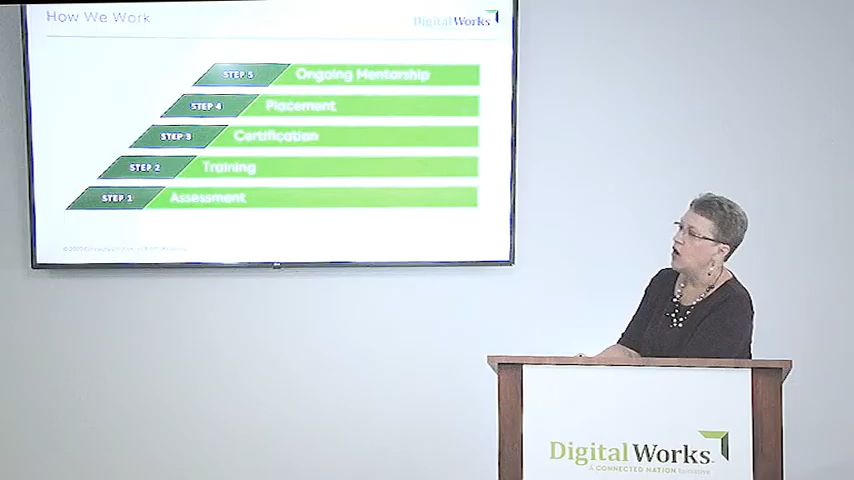 How We Work
DigitalWorks
STEP 5 Ongoing Mentorship
STEP 4 Placement
STEP 3 Certification
STEP 2 Training
STEP 1 Assessment
DigitalWorks
A CONNECTED NATION Initiative